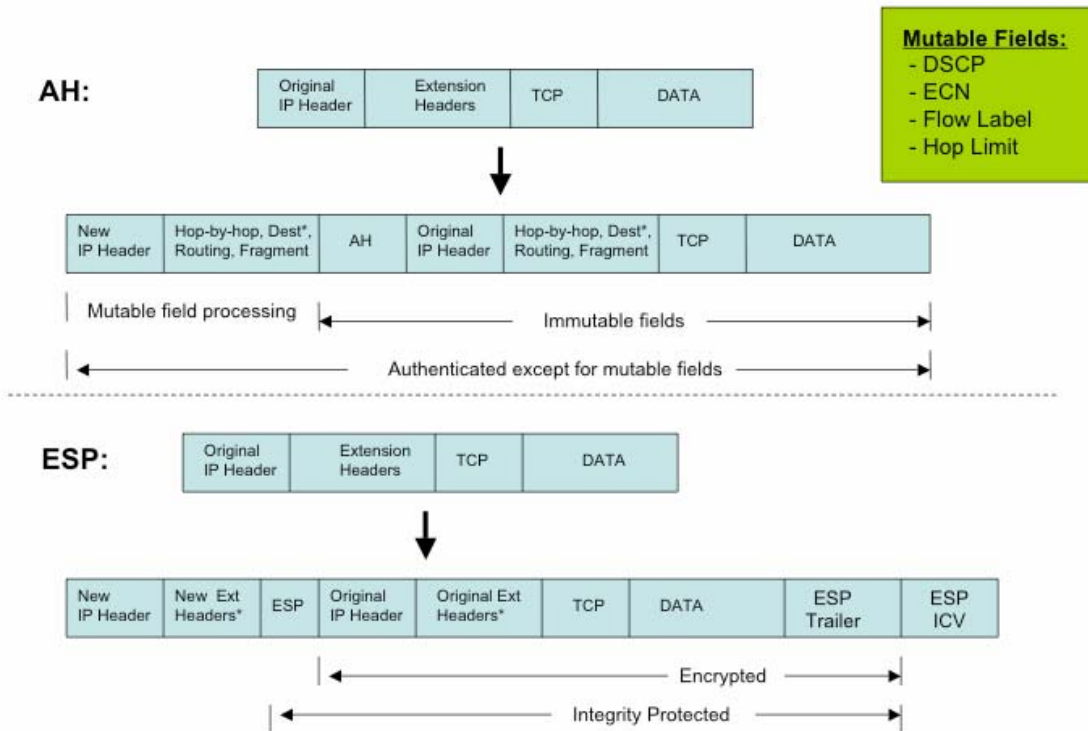 Mutable Fields:
- DSCP
- ECN
- Flow Label
- Hop Limit
AH:
Original
IP Header
Extension
Headers
TCP
DATA
New
IP Header
Hop-by-hop, Dest*,
Routing, Fragment
AH
Original
IP Header
Hop-by-hop, Dest*,
Routing, Fragment
TCP
DATA
Mutable field processing
Immutable fields
Authenticated except for mutable fields
ESP:
Original
IP Header
Extension
Headers
TCP
DATA
New
IP Header
New Ext
Headers*
ESP
Original
IP Header
Original Ext
Headers*
TCP
DATA
ESP
Trailer
ESP
ICV
Encrypted
Integrity Protected